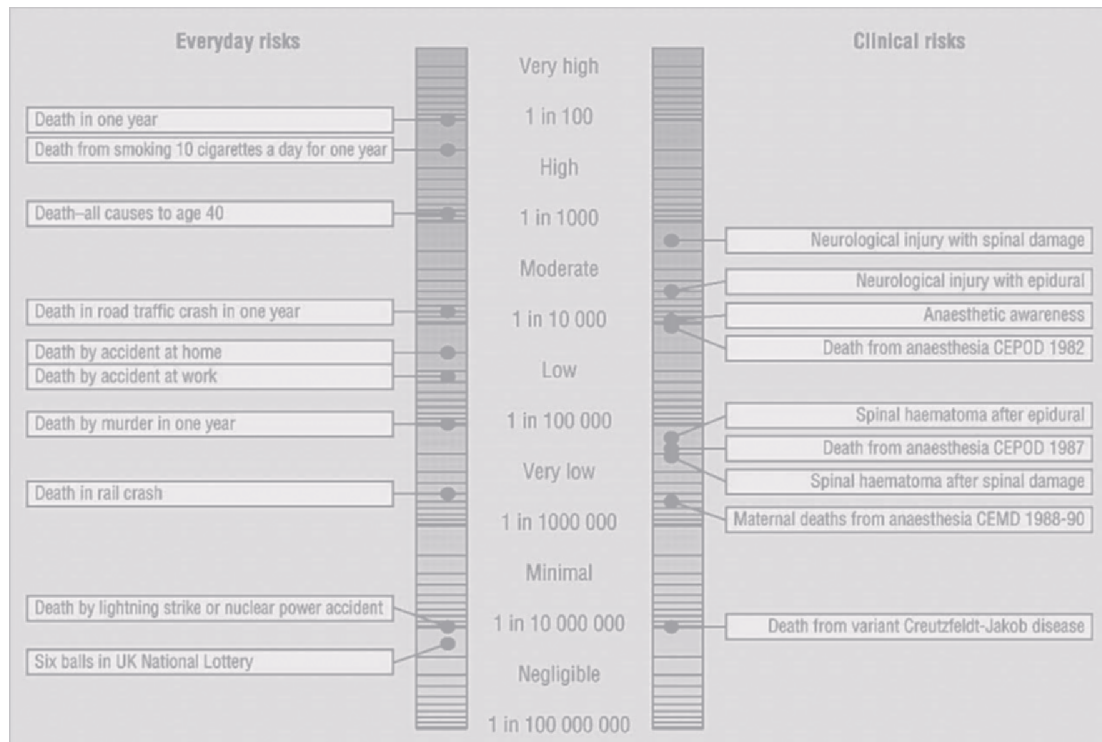 Everyday risks
Clinical risks
Very high
1 in 100
High
1 in 1000
Moderate
1 in 10 000
Low
1 in 100 000
Very low
1 in 1000 000
Minimal
1 in 10 000 000
Negligible
1 in 100 000 000
Death in one year
Death from smoking 10 cigarettes a day for one year
Death–all causes to age 40
Death in road traffic crash in one year
Death by accident at home
Death by accident at work
Death by murder in one year
Death in rail crash
Death by lightning strike or nuclear power accident
Six balls in UK National Lottery
Neurological injury with spinal damage
Neurological injury with epidural
Anaesthetic awareness
Death from anaesthesia CEPOD 1982
Spinal haematoma after epidural
Death from anaesthesia CEPOD 1987
Spinal haematoma after spinal damage
Maternal deaths from anaesthesia CEMD 1988-90
Death from variant Creutzfeldt-Jakob disease